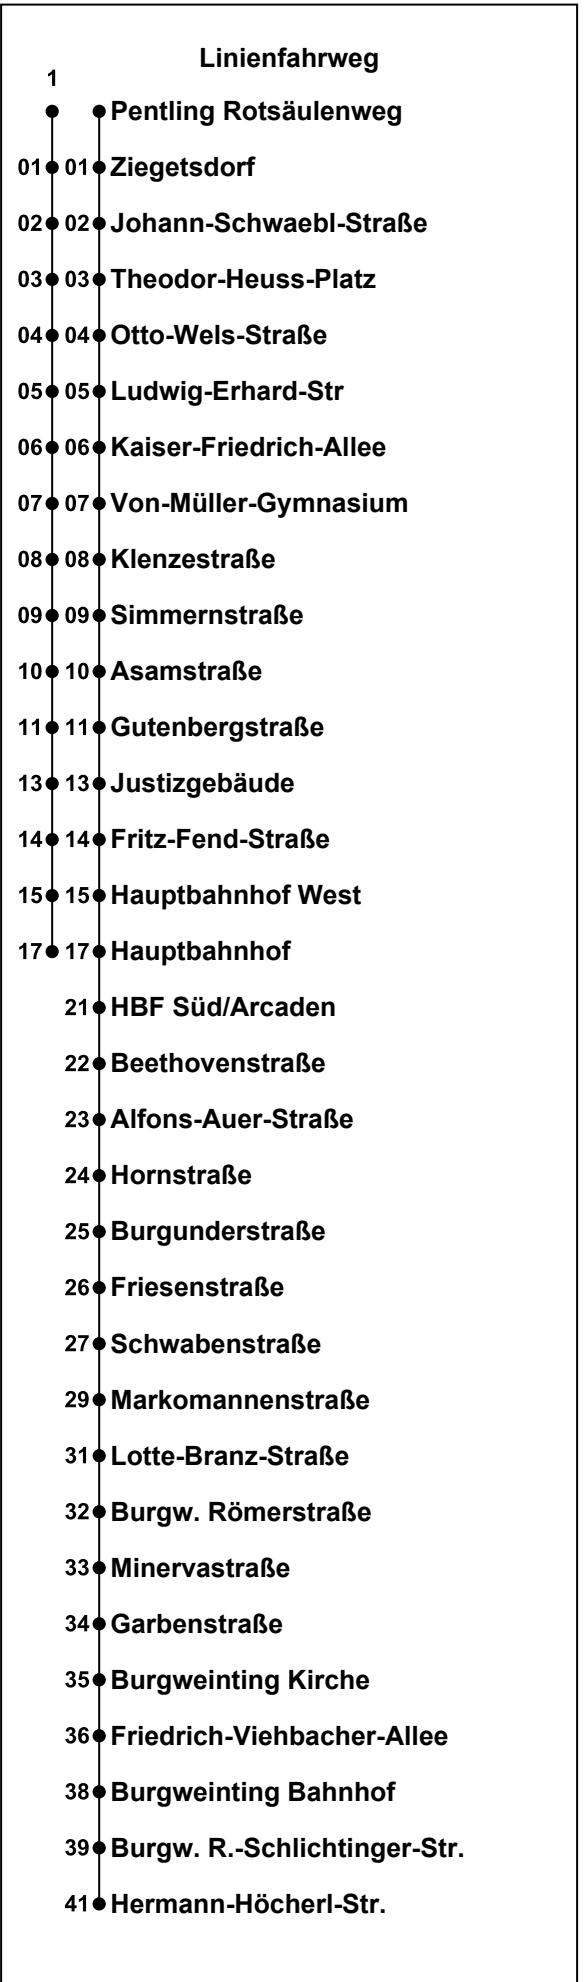 Linienfahrweg
1
Pentling Rotsäulenweg
01 01 Ziegetsdorf
02 02 Johann-Schwaebl-Straße
03 03 Theodor-Heuss-Platz
04 04 Otto-Wels-Straße
05 05 Ludwig-Erhard-Str
06 06 Kaiser-Friedrich-Allee
07 07 Von-Müller-Gymnasium
08 08 Klenzestraße
09 09 Simmernstraße
10 10 Asamstraße
11 11 Gutenbergstraße
13 13 Justizgebäude
14 14 Fritz-Fend-Straße
15 15 Hauptbahnhof West
17 17 Hauptbahnhof
21 HBF Süd/Arcaden
22 Beethovenstraße
23 Alfons-Auer-Straße
24 Hornstraße
25 Burgunderstraße
26 Friesenstraße
27 Schwabenstraße
29 Markomannenstraße
31 Lotte-Branz-Straße
32 Burgw. Römerstraße
33 Minervastraße
34 Garbenstraße
35 Burgweinting Kirche
36 Friedrich-Viehbacher-Allee
38 Burgweinting Bahnhof
39 Burgw. R.-Schlichtinger-Str.
41 Hermann-Höcherl-Str.